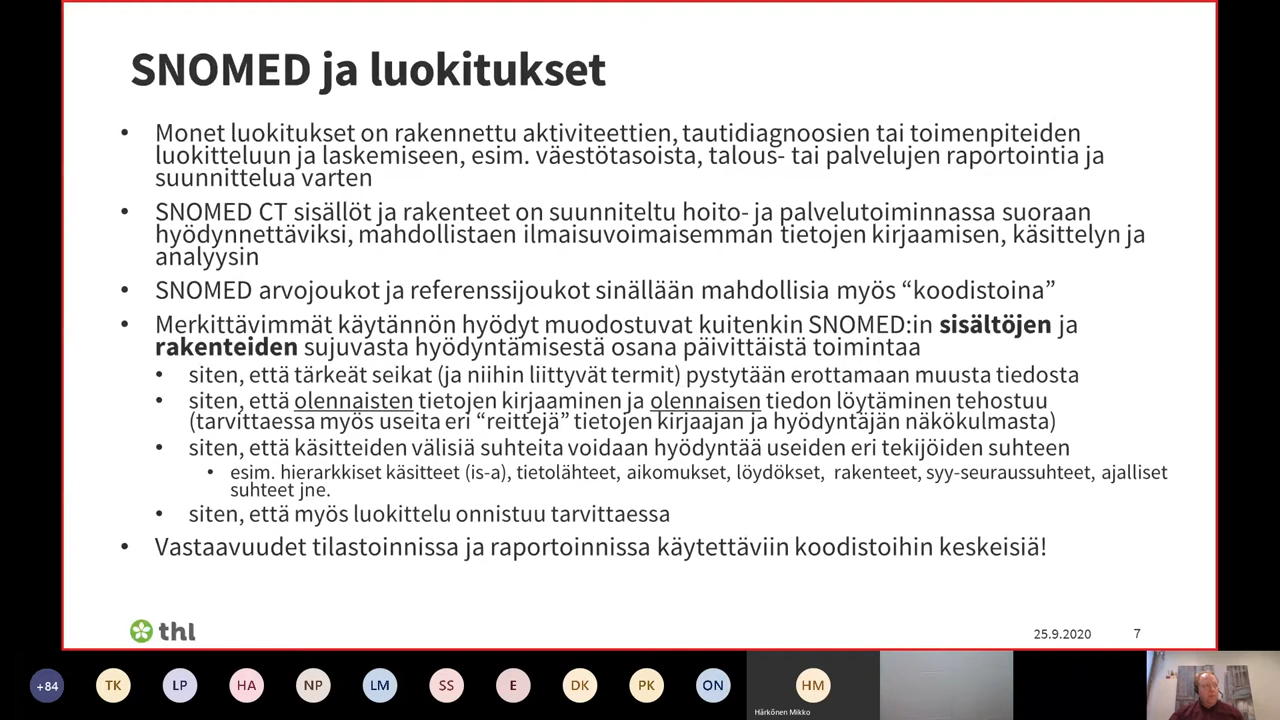 SNOMED ja luokitukset
• Monet luokitukset on rakennettu aktiviteettien, tautidiagnoosien tai toimenpiteiden
luokitteluun ja laskemiseen, esim. väestötasoista, talous- tai palvelujen raportointia ja
suunnittelua varten
• SNOMED CT sisällöt ja rakenteet on suunniteltu hoito- ja palvelutoiminnassa suoraan
hyödynnettäviksi, mahdollistaen ilmaisuvoimaisemman tietojen kirjaamisen, käsittelyn ja
analyysin
• SNOMED arvojoukot ja referenssijoukot sinällään mahdollisia myös “koodistoina”
• Merkittävimmät käytännön hyödyt muodostuvat kuitenkin SNOMED:in sisältöjen ja
rakenteiden sujuvasta hyödyntämisestä osana päivittäistä toimintaa
• siten, että tärkeät seikat (ja niihin liittyvät termit) pystytään erottamaan muusta tiedosta
• siten, että olennaisten tietojen kirjaaminen ja olennaisen tiedon löytäminen tehostuu
(tarvittaessa myös useita eri “reittejä” tietojen kirjaajan ja hyödyntäjän näkökulmasta)
• siten, että käsitteiden välisiä suhteita voidaan hyödyntää useiden eri tekijöiden suhteen
• esim. hierarkkiset käsitteet (is-a), tietolähteet, aikomukset, löydökset, rakenteet, syy-seuraussuhteet, ajalliset
suhteet jne.
• siten, että myös luokittelu onnistuu tarvittaessa
• Vastaavuudet tilastoinnissa ja raportoinnissa käytettäviin koodistoihin keskeisiä!
thl
25.9.2020 7
+84 TK LP HA NP LM SS E DK PK ON HM
Härkönen Mikko